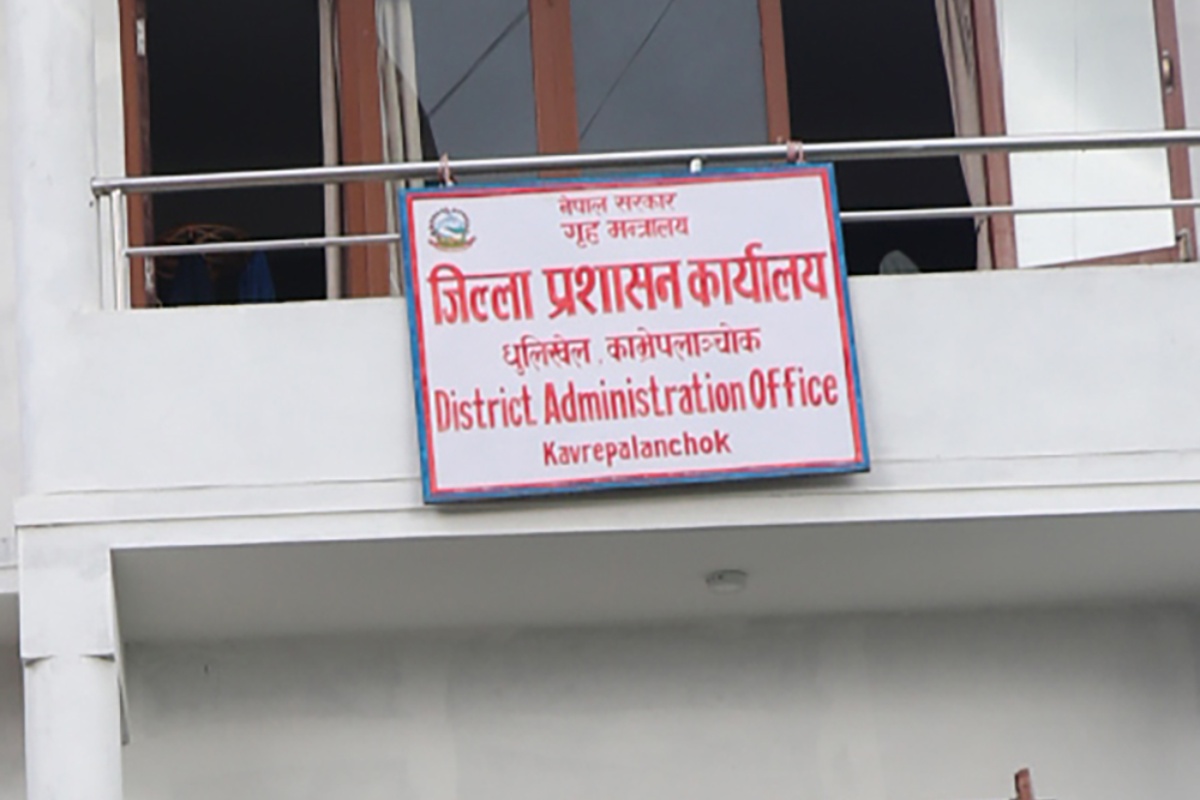 नेपाल सरकार
गृह मन्त्रालय
जिल्ला प्रशासन कार्यालय
धुलिखेल, काभ्रेपलाञ्चोक
District Administration Office
Kavrepalanchok